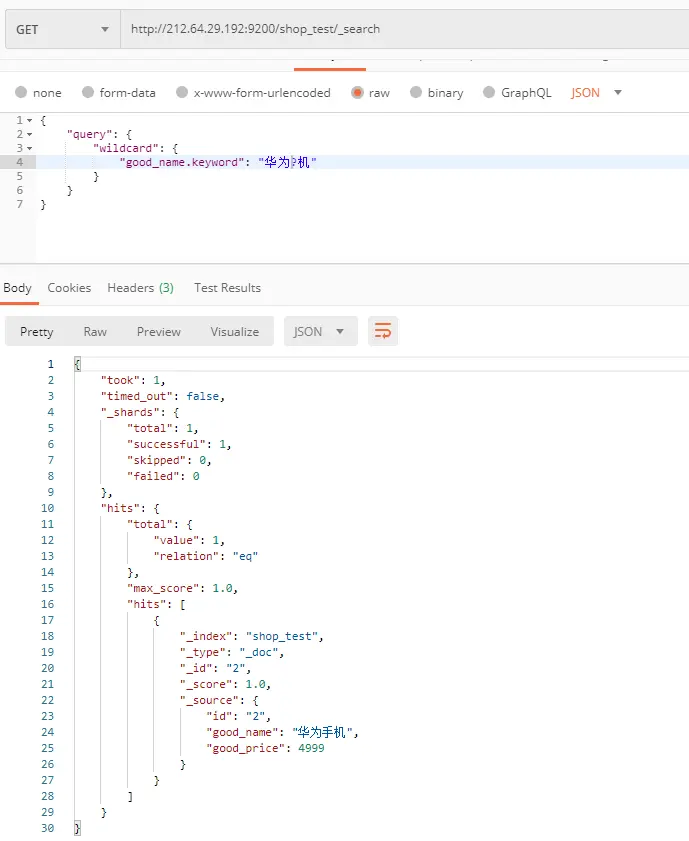 GET http://212.64.29.192:9200/shop_test/_search
none form-data x-www-form-urlencoded raw binary GraphQL JSON
1 {
2 "query": {
3 "wildcard": {
4 "good_name.keyword": "华为?机"
5 }
6 }
7 }
Body Cookies Headers (3) Test Results
Pretty Raw Preview Visualize JSON
1 {
2 "took": 1,
3 "timed_out": false,
4 "_shards": {
5 "total": 1,
6 "successful": 1,
7 "skipped": 0,
8 "failed": 0
9 },
10 "hits": {
11 "total": {
12 "value": 1,
13 "relation": "eq"
14 },
15 "max_score": 1.0,
16 "hits": [
17 {
18 "_index": "shop_test",
19 "_type": "_doc",
20 "_id": "2",
21 "_score": 1.0,
22 "_source": {
23 "id": "2",
24 "good_name": "华为手机",
25 "good_price": 4999
26 }
27 }
28 ]
29 }
30 }